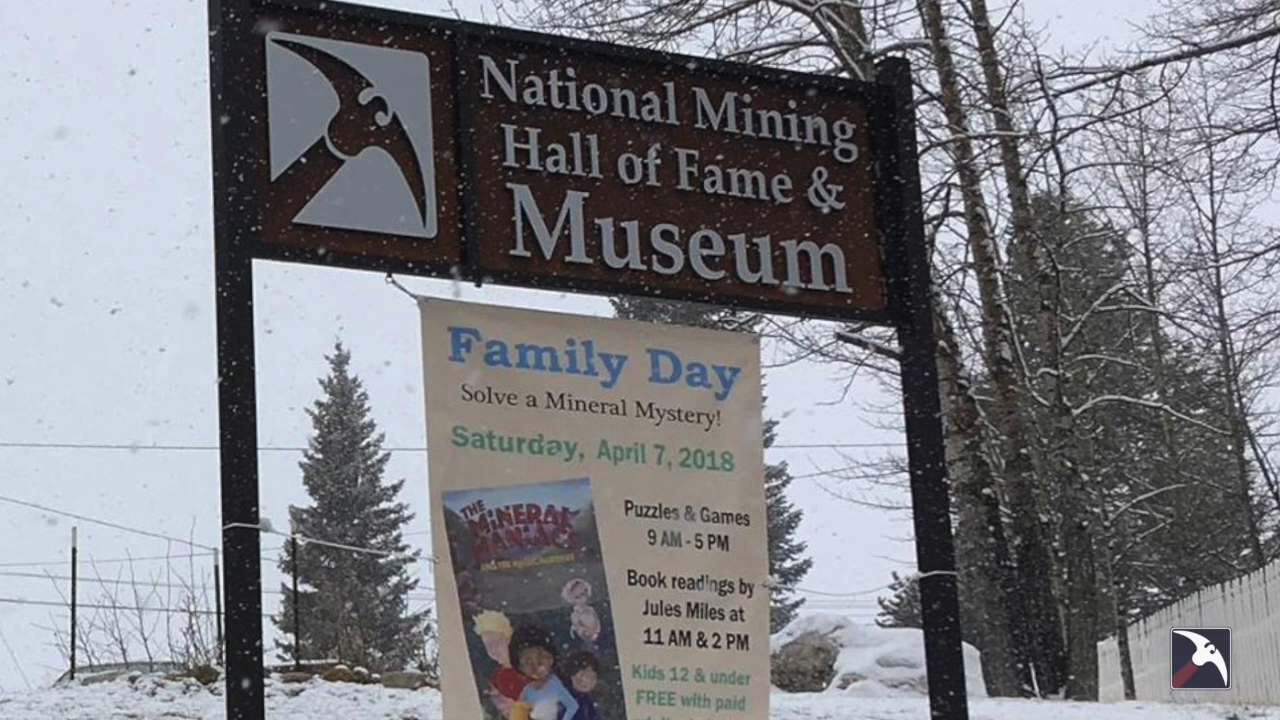 National Mining
Hall of Fame &
Museum
Family Day
Solve a Mineral Mystery!
Saturday, April 7, 2018
THE
MINERAL
MANIACS
Puzzles & Games
9 AM - 5 PM
Book readings by
Jules Miles at
11 AM & 2 PM
Kids 12 & under
FREE with paid